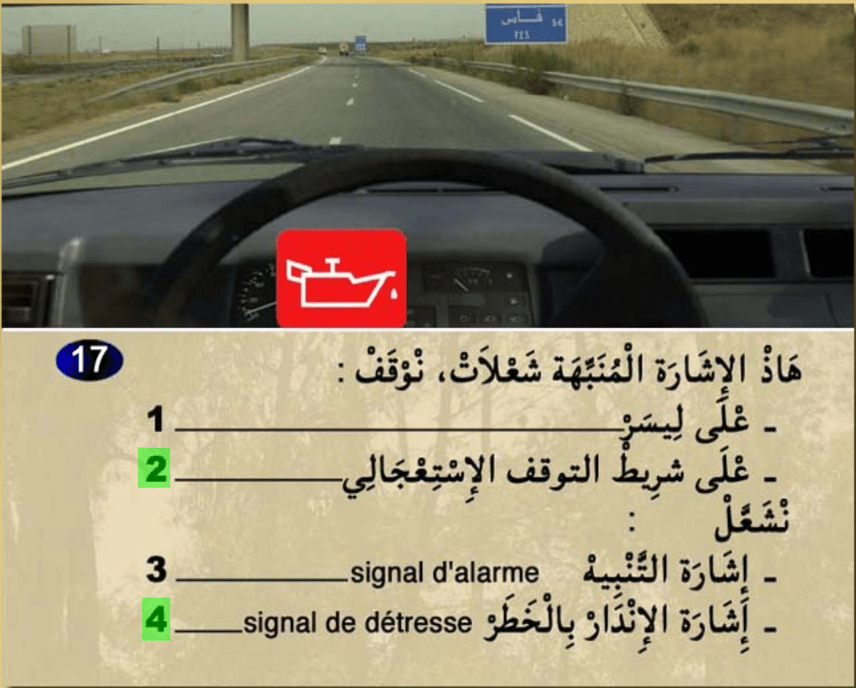 فاس
FES
17
هَاذْ الإِشَارَة الْمُنَبِّهَة شَعْلاَتْ، نْوْقَفْ :
ـ عْلَى لِيسَرْ 1
ـ عْلَى شرِيطْ التوقف الإِسْتِعْجَالِي 2
نْشَعَّلْ :
ـ إِشَارَة التَّنْبِيهْ signal d'alarme 3
ـ إَشَارَة الإِنْدَارْ بِالْخَطَرْ signal de détresse 4